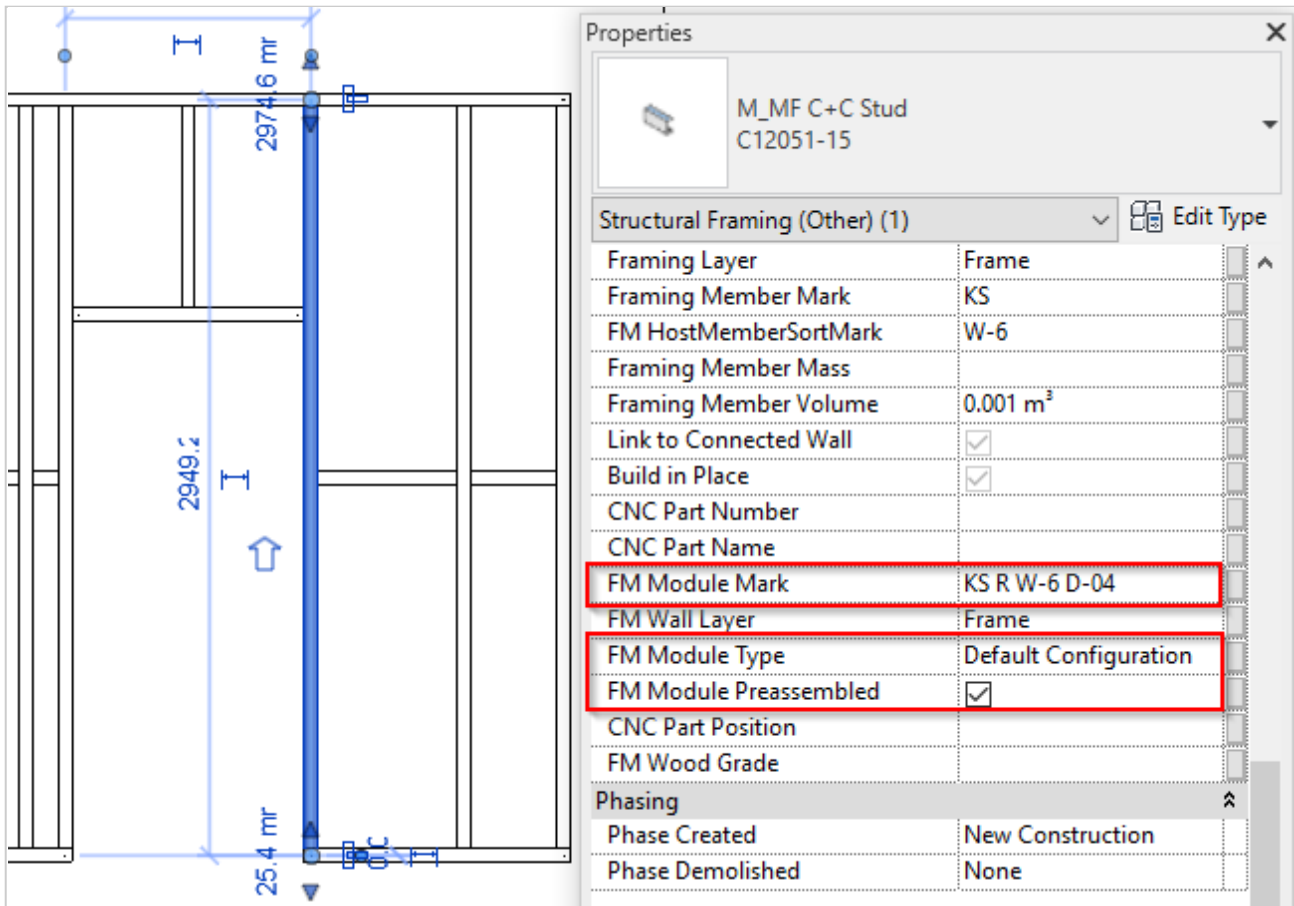 2974.6 mr
2949.2
25.4 mr
Properties
M_MF C+C Stud
C12051-15
Structural Framing (Other) (1)
Edit Type
Framing Layer Frame
Framing Member Mark KS
FM HostMemberSortMark W-6
Framing Member Mass
Framing Member Volume 0.001 m³
Link to Connected Wall
Build in Place
CNC Part Number
CNC Part Name
FM Module Mark KS R W-6 D-04
FM Wall Layer Frame
FM Module Type Default Configuration
FM Module Preassembled
CNC Part Position
FM Wood Grade
Phasing
Phase Created New Construction
Phase Demolished None